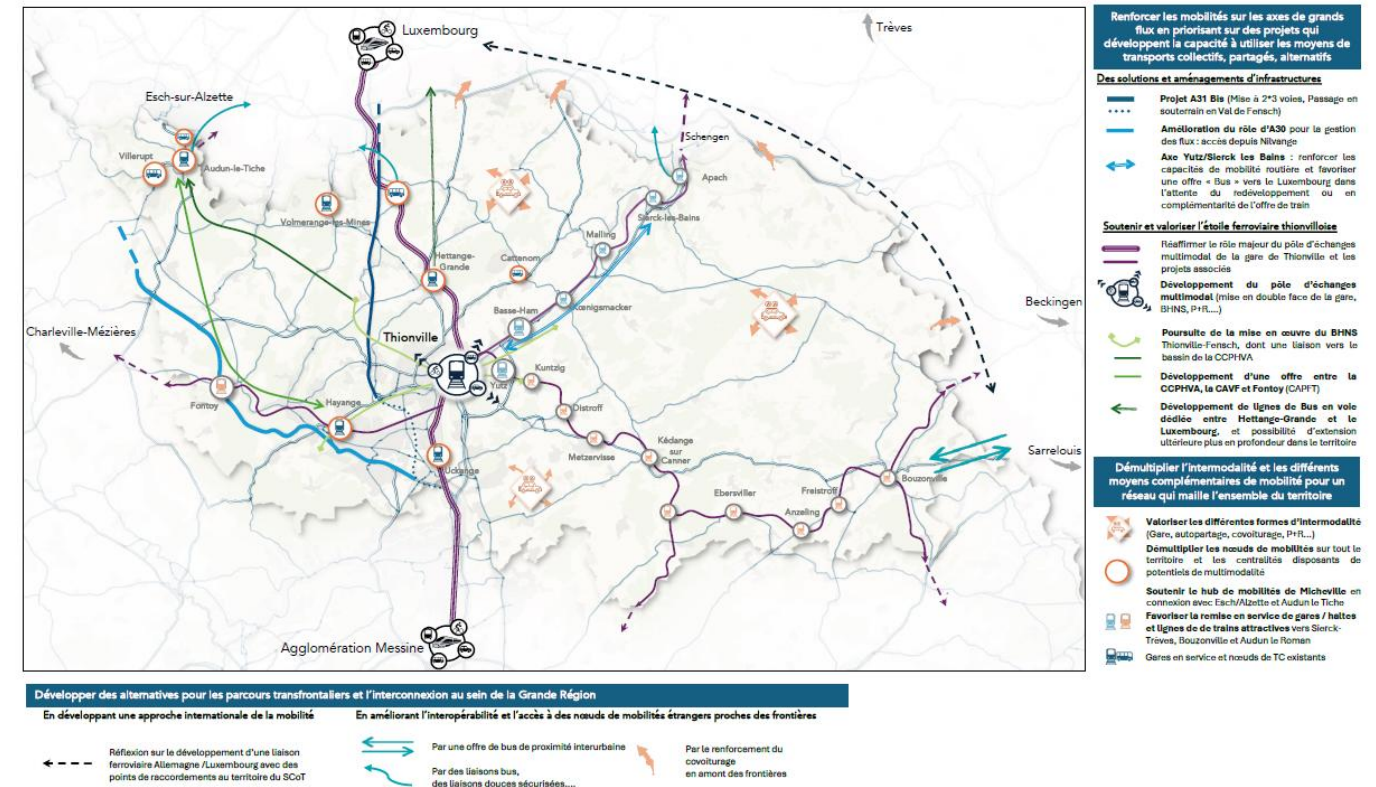 Luxembourg
Trèves
Esch-sur-Alzette
Schengen
Villerupt
Audun-le-Tiche
Apach
Volmerange-les-Mines
Sierck-les-Bains
Malling
Hettange-
Grande
Cattenom
Kœnigsmacker
Beckingen
Basse-Ham
Charleville-Mézières
Thionville
Yutz
Kuntzig
Fontoy
Hayange
Distroff
Metzervisse
Kédange
sur
Canner
Sarrelouis
Uckange
Bouzonville
Ebersviller
Freistroff
Anzeling
Agglomération Messine
Renforcer les mobilités sur les axes de grands
flux en priorisant sur des projets qui
développent la capacité à utiliser les moyens de
transports collectifs, partagés, alternatifs
Des solutions et aménagements d'infrastructures
Projet A31 Bis (Mise à 2*3 voies, Passage en
souterrain en Val de Fensch)
Amélioration du rôle d'A30 pour la gestion
des flux : accès depuis Nilvange
Axe Yutz/Sierck les Bains : renforcer les
capacités de mobilité routière et favoriser
une offre « Bus » vers le Luxembourg dans
l'attente du redéveloppement ou en
complémentarité de l'offre de train
Soutenir et valoriser l'étoile ferroviaire thionvilloise
Réaffirmer le rôle majeur du pôle d'échanges
multimodal de la gare de Thionville et les
projets associés
Développement du pôle d'échanges
multimodal (mise en double face de la gare,
BHNS, P+R....)
Poursuite de la mise en œuvre du BHNS
Thionville-Fensch, dont une liaison vers le
bassin de la CCPHVA
Développement d'une offre entre la
CCPHVA, la CAVF et Fontoy (CAPFT)
Développement de lignes de Bus en voie
dédiée entre Hettange-Grande et le
Luxembourg, et possibilité d'extension
ultérieure plus en profondeur dans le territoire
Démultiplier l'intermodalité et les différents
moyens complémentaires de mobilité pour un
réseau qui maille l'ensemble du territoire
Valoriser les différentes formes d'intermodalité
(Gare, autopartage, covoiturage, P+R...)
Démultiplier les nœuds de mobilités sur tout le
territoire et les centralités disposants de
potentiels de multimodalité
Soutenir le hub de mobilités de Micheville en
connexion avec Esch/Alzette et Audun le Tiche
Favoriser la remise en service de gares / haltes
et lignes de de trains attractives vers Sierck-
Trèves, Bouzonville et Audun le Roman
Gares en service et nœuds de TC existants
Développer des alternatives pour les parcours transfrontaliers et l'interconnexion au sein de la Grande Région
En développant une approche internationale de la mobilité
En améliorant l'interopérabilité et l'accès à des nœuds de mobilités étrangers proches des frontières
Réflexion sur le développement d'une liaison
ferroviaire Allemagne /Luxembourg avec des
points de raccordements au territoire du SCoT
Par une offre de bus de proximité interurbaine
Par des liaisons bus,
des liaisons douces sécurisées....
Par le renforcement du
covoiturage
en amont des frontières